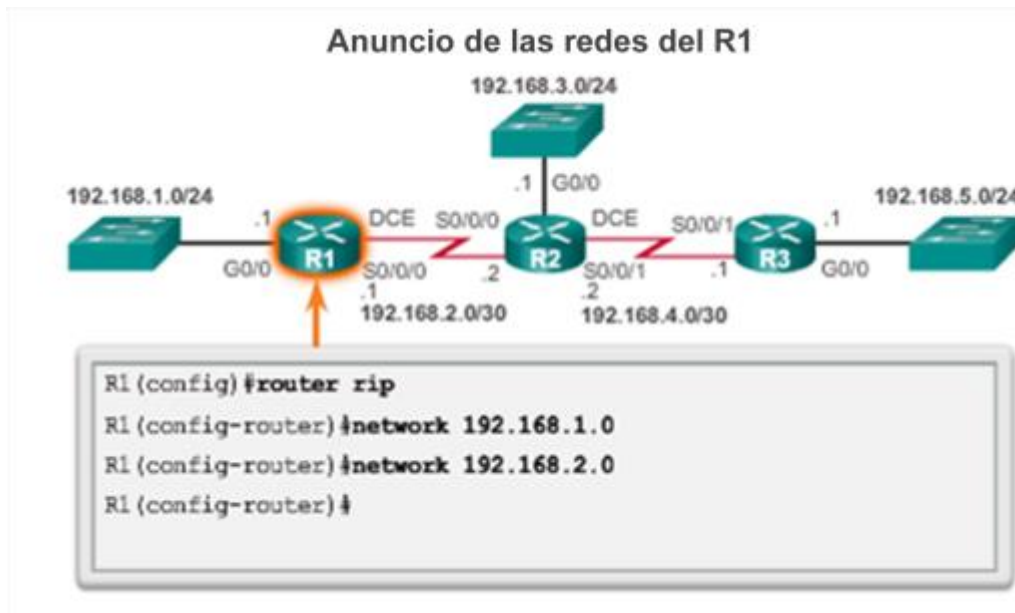 Anuncio de las redes del R1
192.168.3.0/24
.1 G0/0
192.168.1.0/24
192.168.5.0/24
.1 DCE S0/0/0 DCE S0/0/1 .1
R1 R2 R3
G0/0 S0/0/0 .2 S0/0/1 .1 G0/0
.1 .2
192.168.2.0/30 192.168.4.0/30
R1(config)#router rip
R1(config-router)#network 192.168.1.0
R1(config-router)#network 192.168.2.0
R1(config-router)#